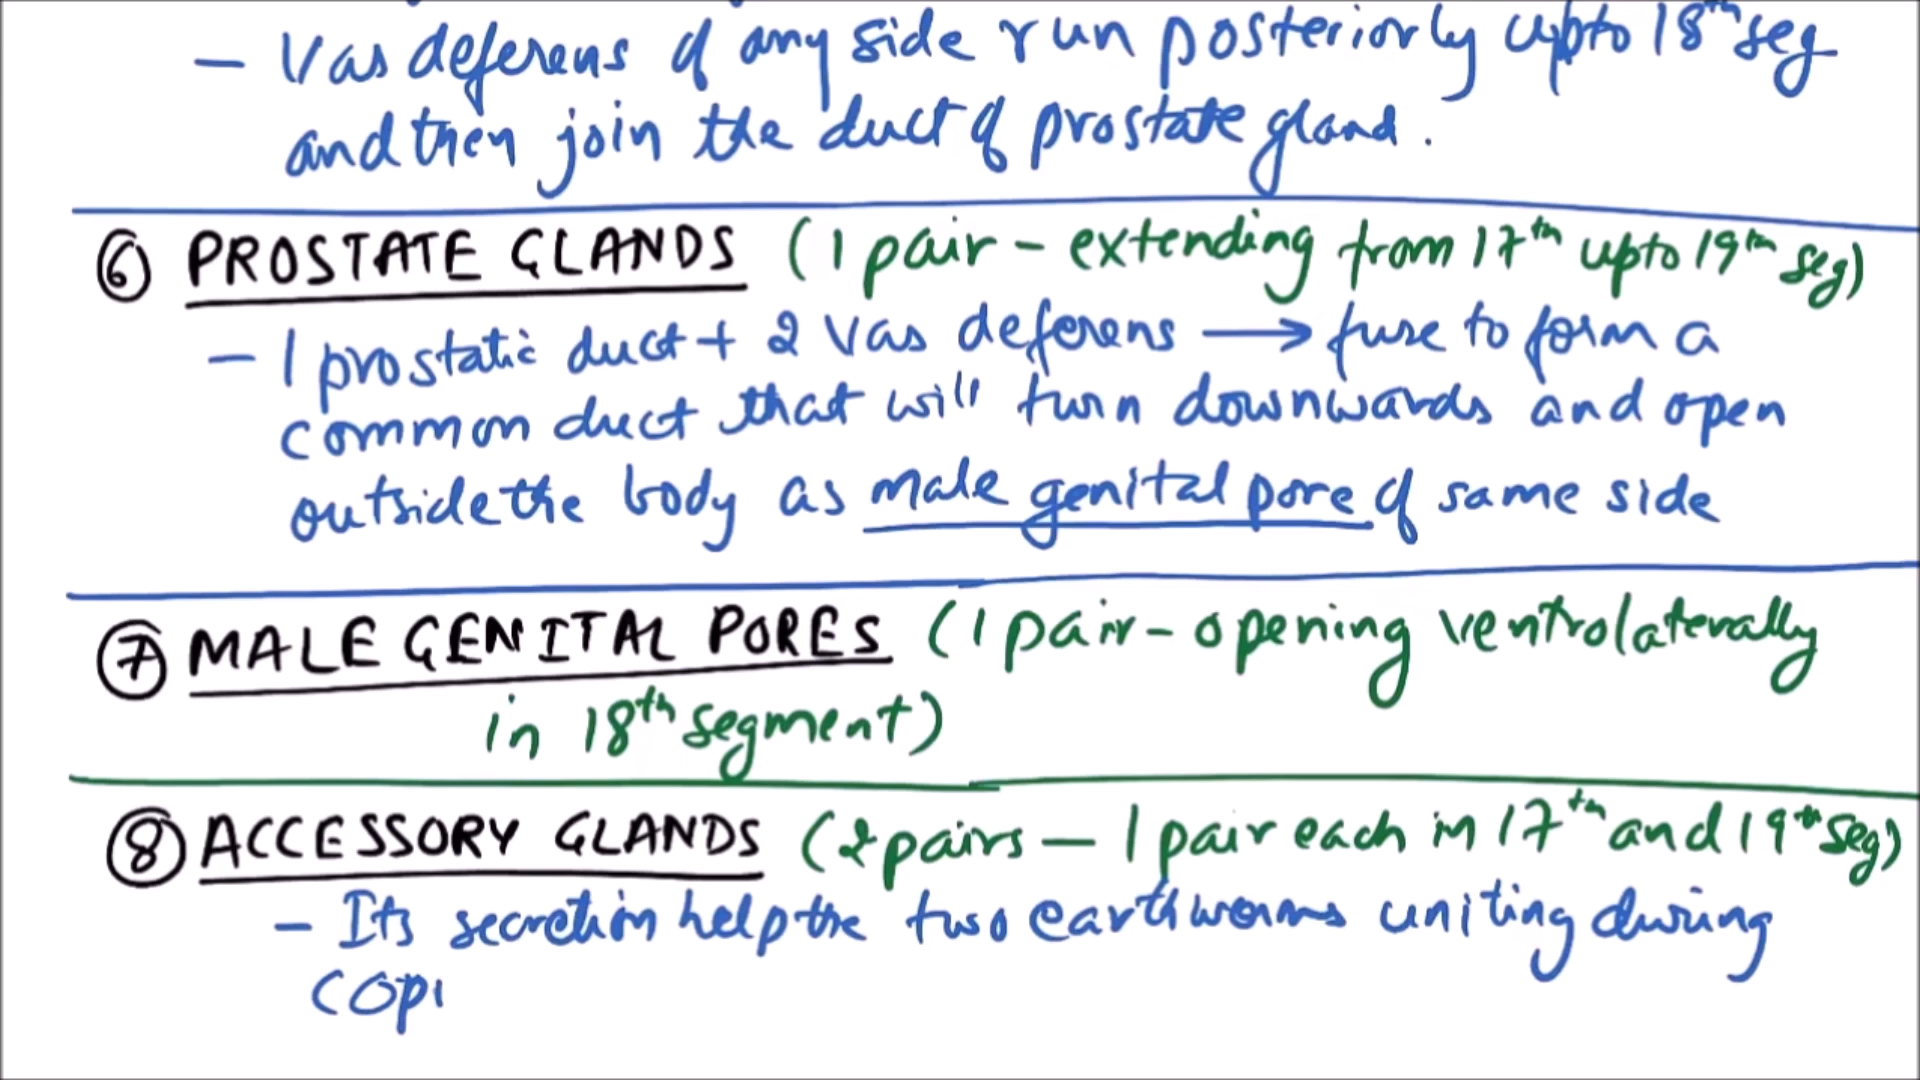 – Vas deferens of any side run posteriorly upto 18th seg
and then join the duct of prostate gland.
⑥ PROSTATE GLANDS (1 pair – extending from 17th upto 19th seg)
– 1 prostatic duct + 2 vas deferens → fuse to form a
common duct that will turn downwards and open
outside the body as male genital pore of same side
⑦ MALE GENITAL PORES (1 pair – opening ventrolaterally
in 18th segment)
⑧ ACCESSORY GLANDS (2 pairs – 1 pair each in 17th and 19th seg)
– Its secretion help the two earthworms uniting during
cop